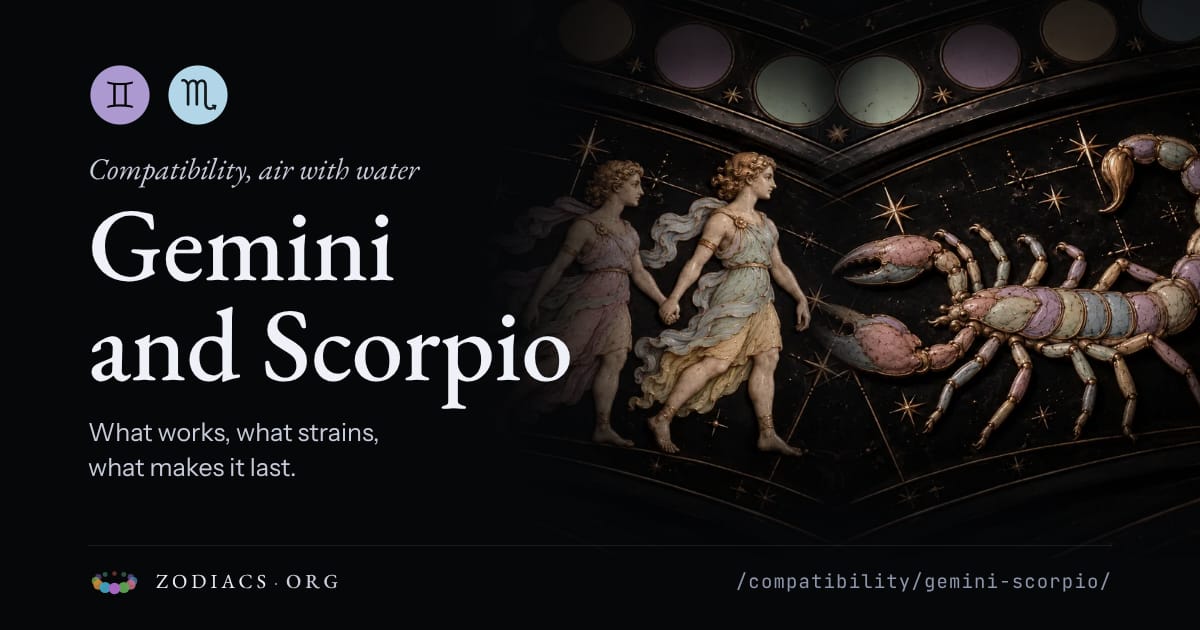 Compatibility, air with water
Gemini
and Scorpio
What works, what strains,
what makes it last.
ZODIACS·ORG
/compatibility/gemini-scorpio/